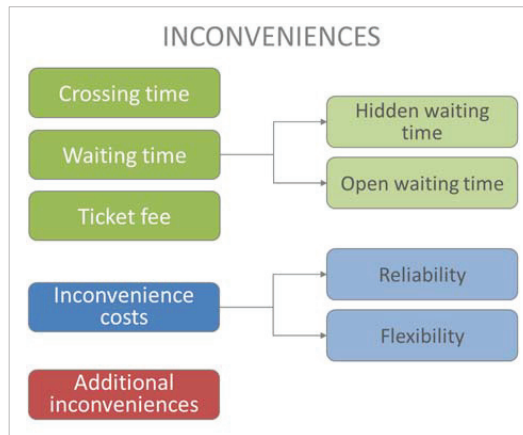 INCONVENIENCES
Crossing time
Waiting time
Hidden waiting
time
Open waiting time
Ticket fee
Inconvenience
costs
Reliability
Flexibility
Additional
inconveniences